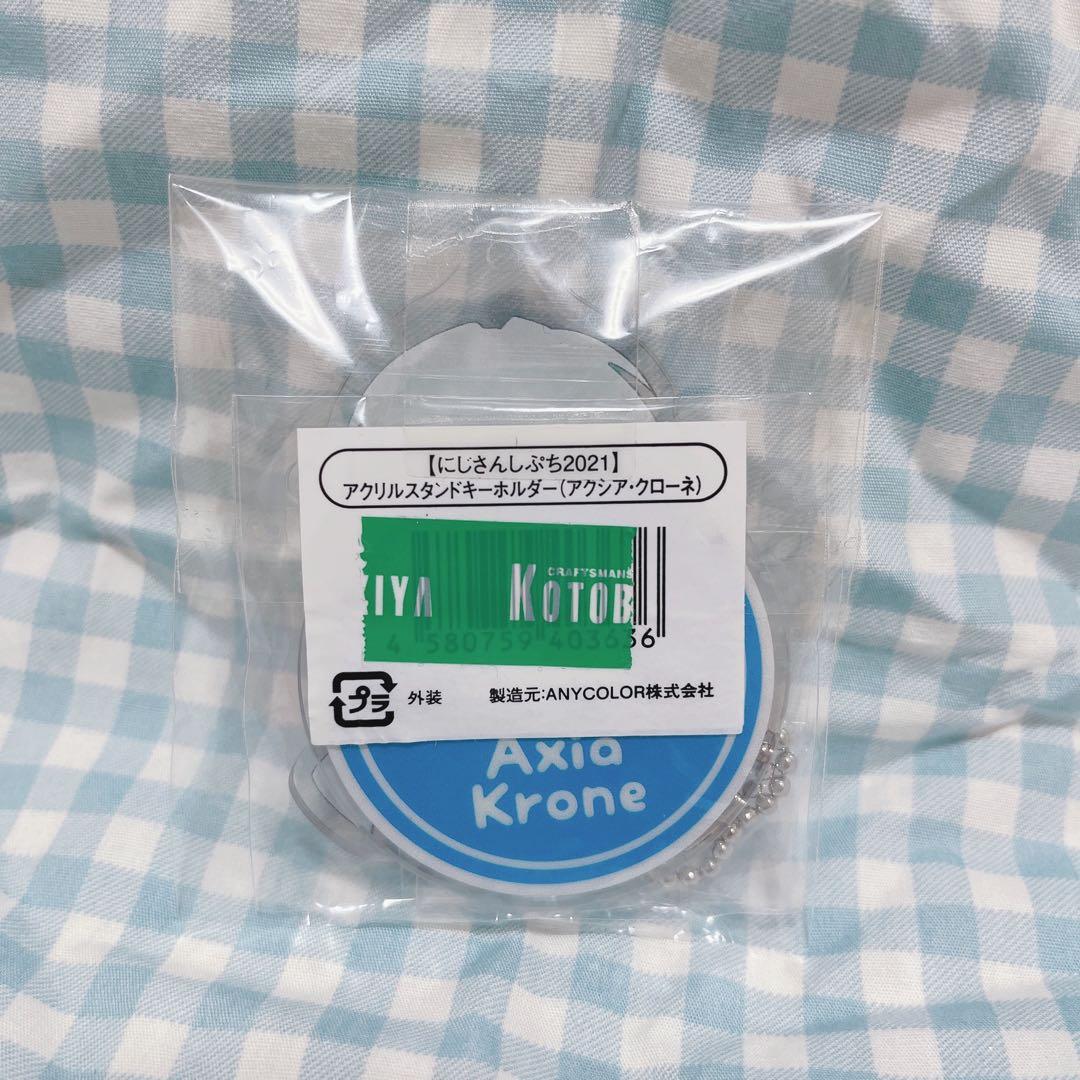 【にじさんじぷち2021】
アクリルスタンドキーホルダー(アクシア・クローネ)
CRAFTSMANS
KIYA KOTOB
4 580759 403636
プラ 外装 製造元:ANYCOLOR株式会社
Axia
Krone